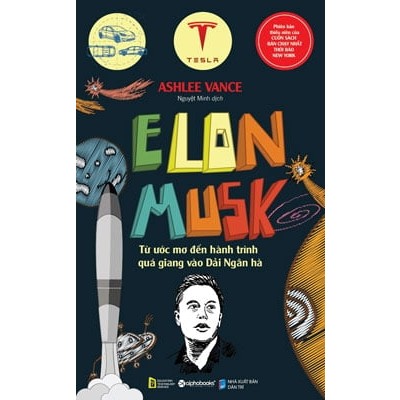 TESLA
Phiên bản
thiếu niên của
CUỐN SÁCH
BÁN CHẠY NHẤT
THỜI BÁO
NEW YORK
ASHLEE VANCE
Nguyệt Minh dịch
ELON
MUSK
Từ ước mơ đến hành trình
quá giang vào Dải Ngân hà
alphabooks
NHÀ XUẤT BẢN
DÂN TRÍ